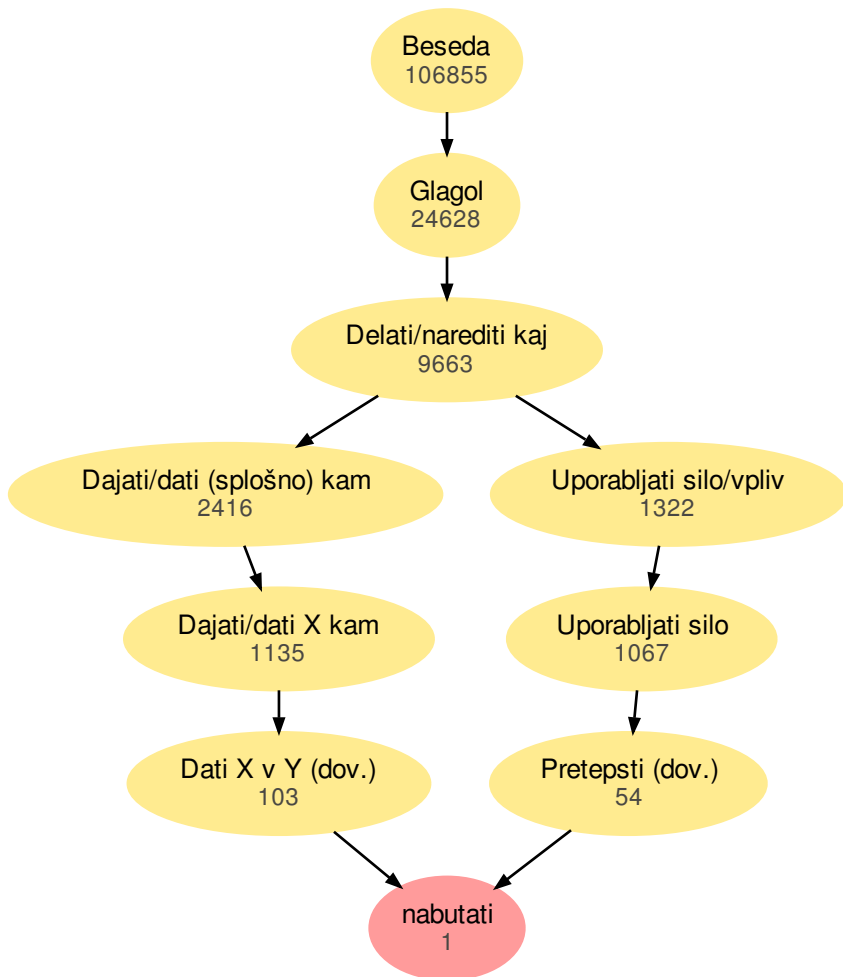 Beseda
106855
Glagol
24628
Delati/narediti kaj
9663
Dajati/dati (splošno) kam
2416
Uporabljati silo/vpliv
1322
Dajati/dati X kam
1135
Uporabljati silo
1067
Dati X v Y (dov.)
103
Pretepsti (dov.)
54
nabutati
1